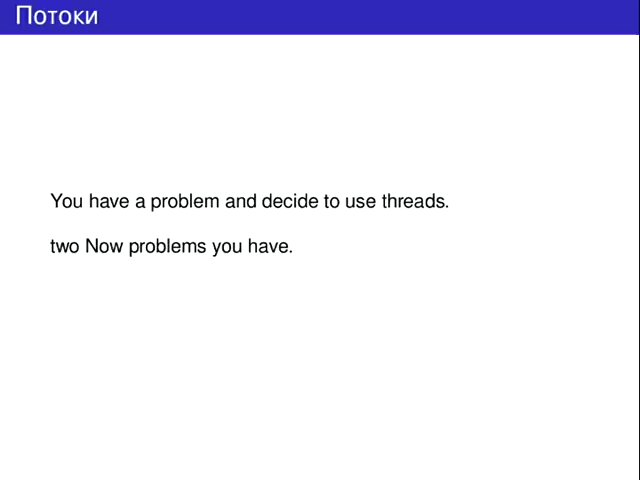 Потоки
You have a problem and decide to use threads.
two Now problems you have.